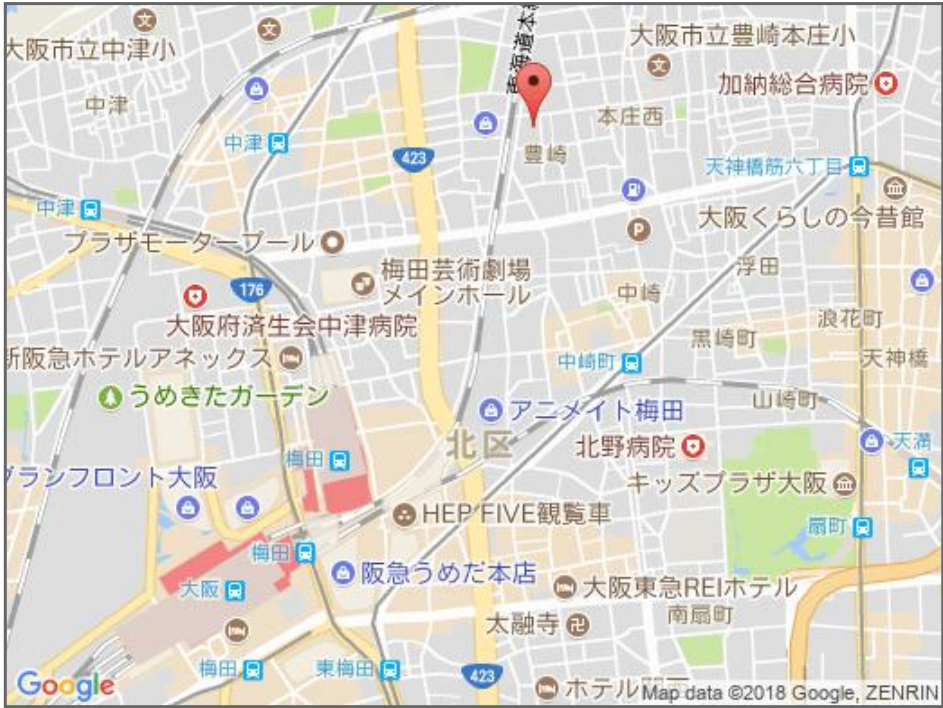 大阪市立中津小
大阪市立豊崎本庄小
加納総合病院
中津
本庄西
中津
423
豊崎
天神橋筋六丁目
中津
大阪くらしの今昔館
プラザモータープール
P
梅田芸術劇場
メインホール
浮田
176
中崎
大阪府済生会中津病院
浪花町
黒崎町
新阪急ホテルアネックス
中崎町
天神橋
うめきたガーデン
山崎町
アニメイト梅田
北区
北野病院
天満
梅田
グランフロント大阪
キッズプラザ大阪
HEP FIVE観覧車
扇町
梅田
阪急うめだ本店
大阪
大阪東急REIホテル
南扇町
太融寺
梅田
東梅田
423
Google
Map data ©2018 Google, ZENRIN